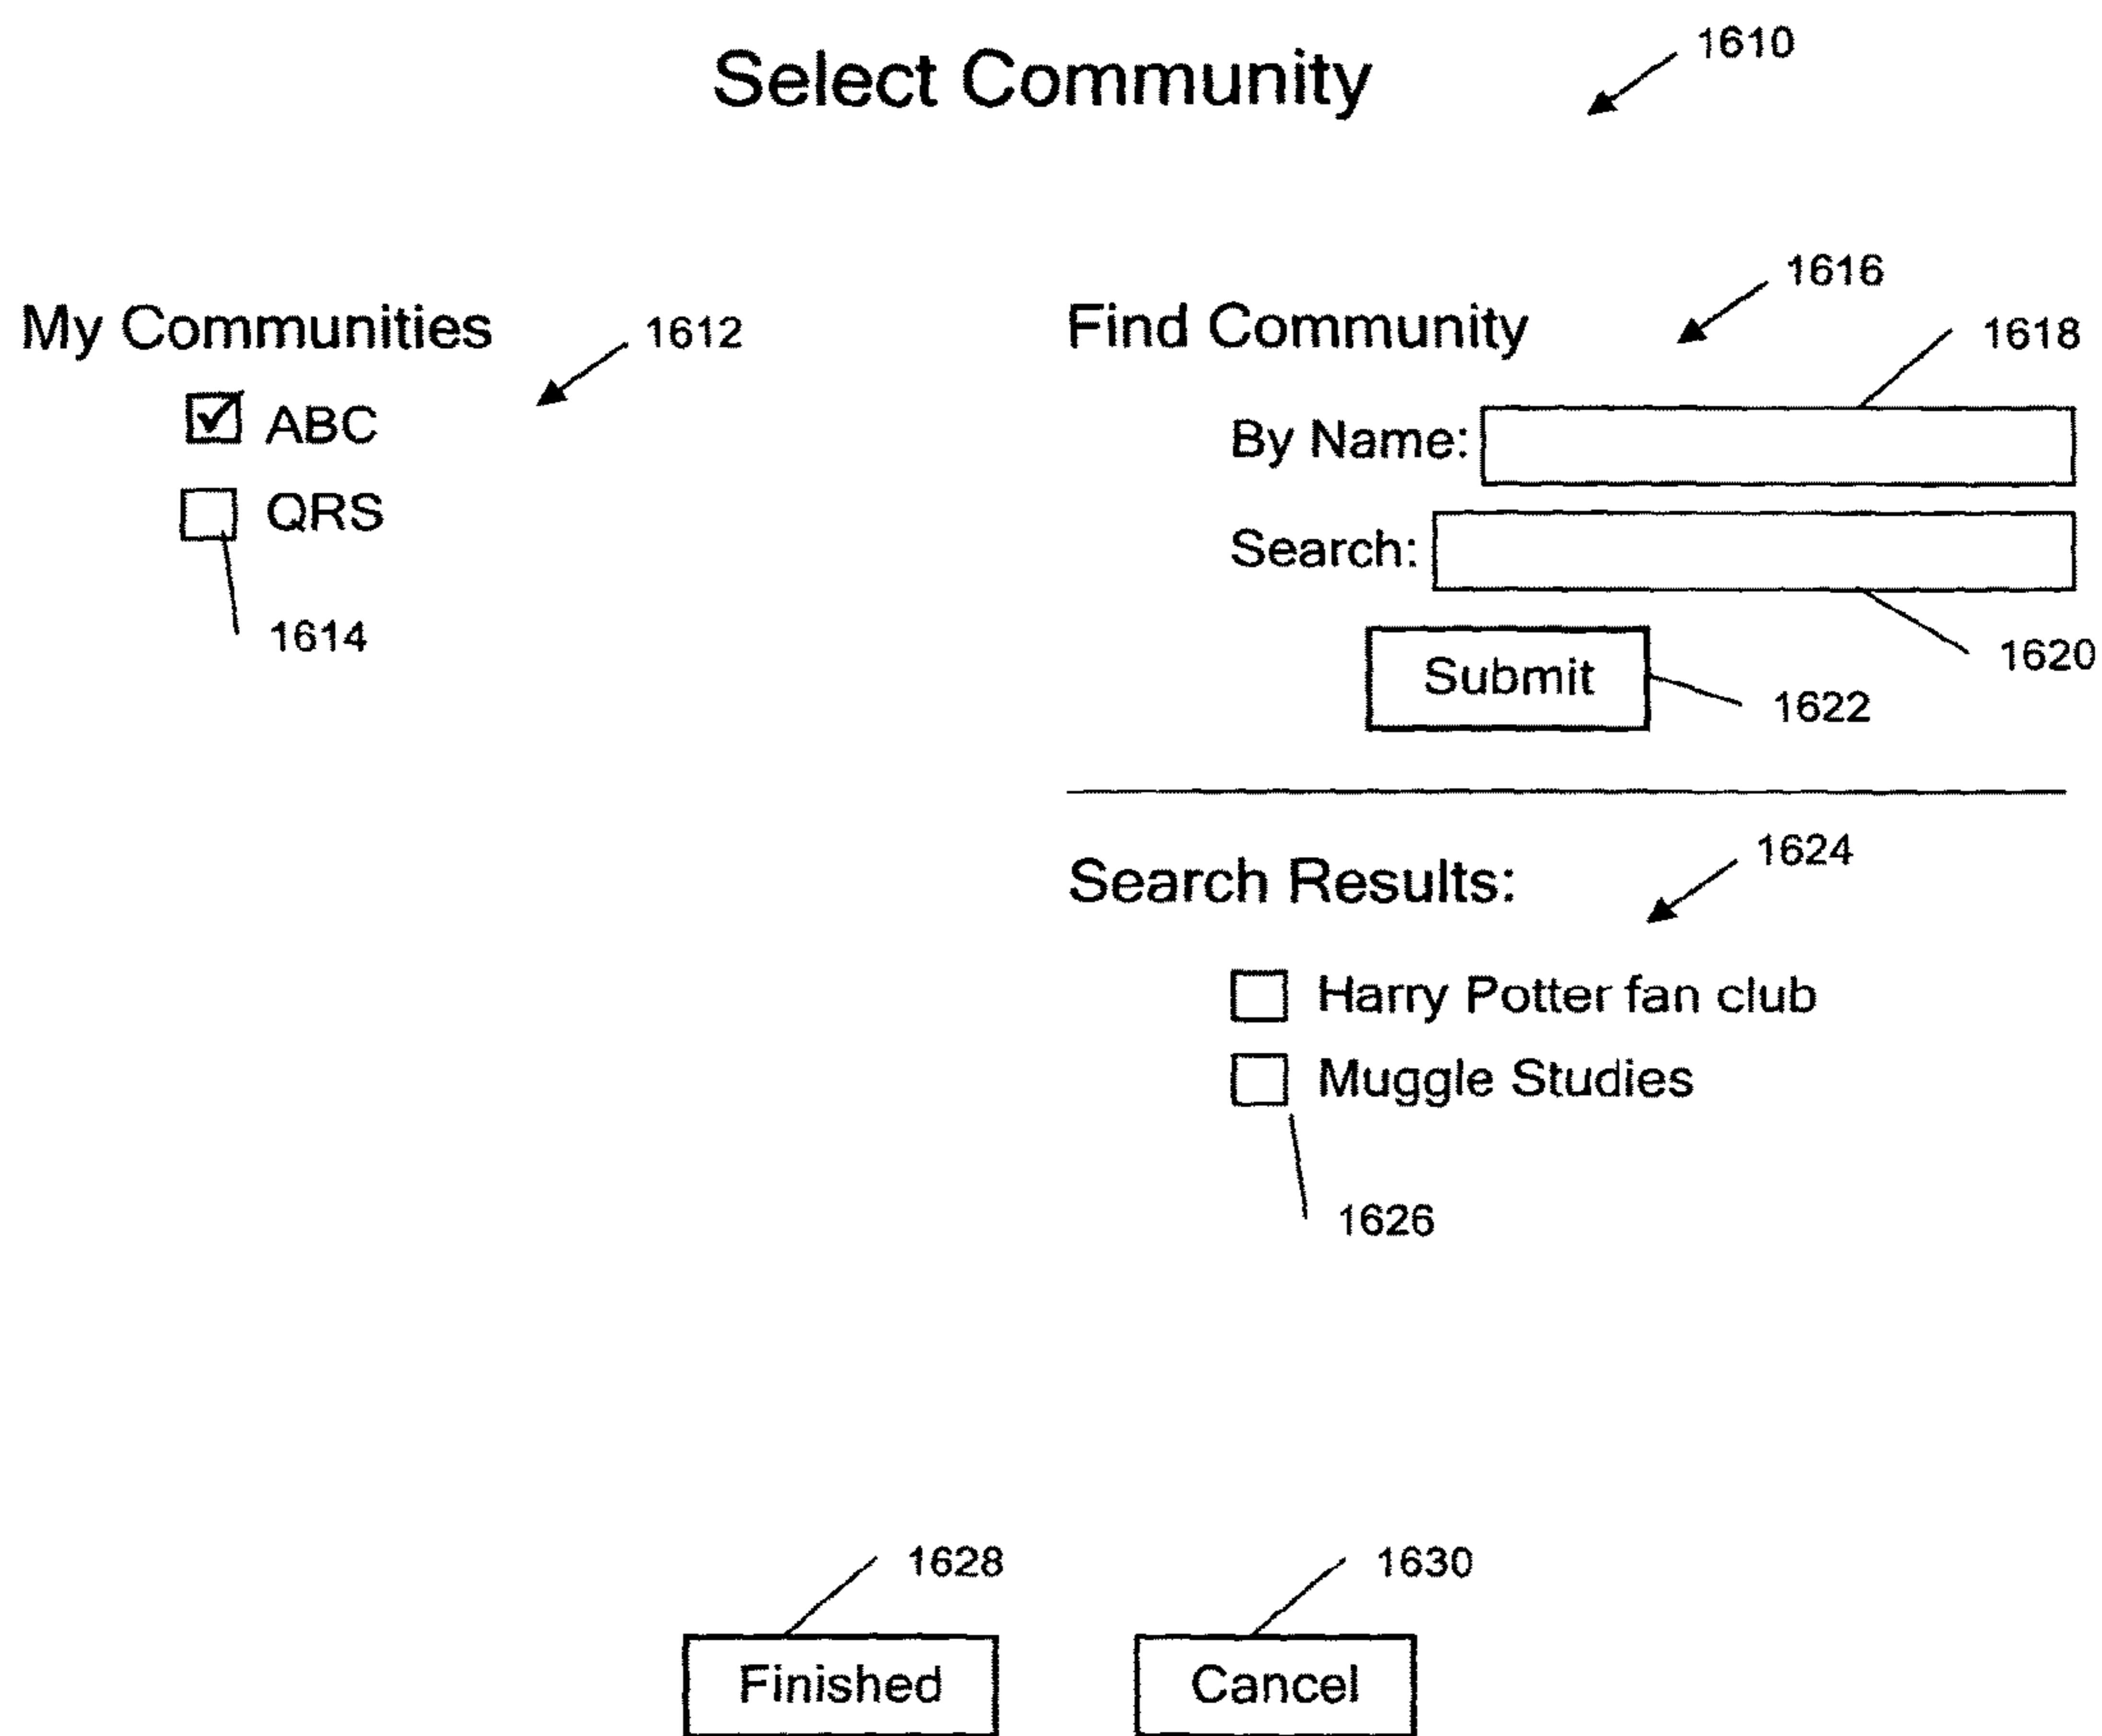 Select Community
1610
My Communities
1612
ABC
QRS
1614
Find Community
1616
1618
By Name:
Search:
1620
Submit
1622
Search Results:
1624
Harry Potter fan club
Muggle Studies
1626
1628
1630
Finished
Cancel